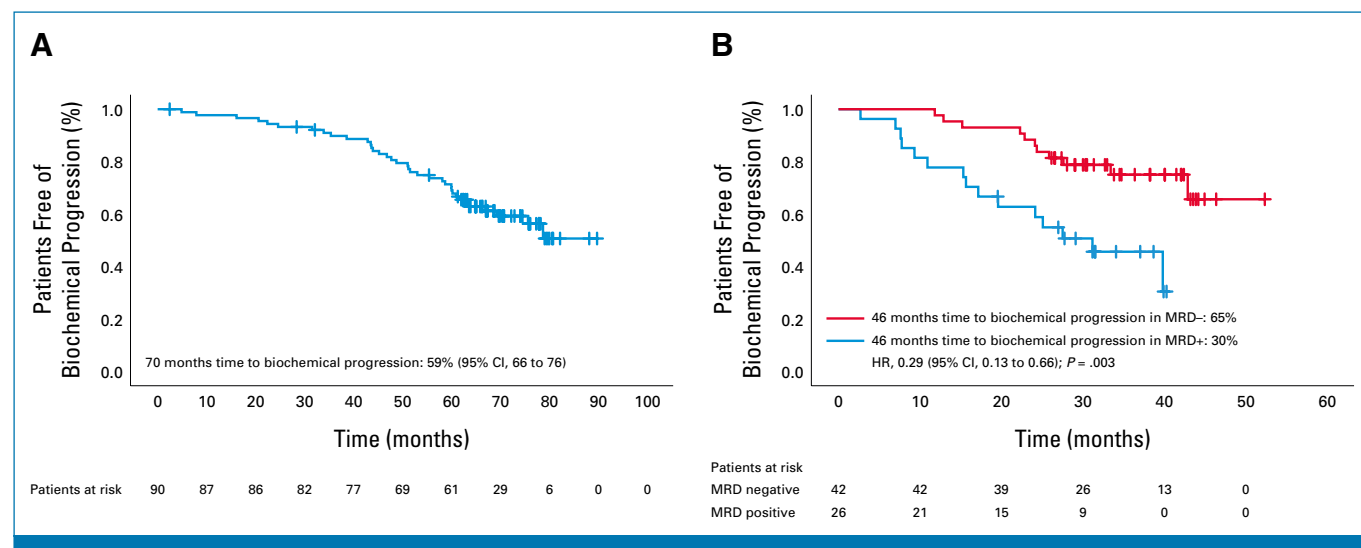 A
Patients Free of
Biochemical Progression (%)
1.0
0.8
0.6
0.4
0.2
0.0
70 months time to biochemical progression: 59% (95% CI, 66 to 76)
0 10 20 30 40 50 60 70 80 90 100
Time (months)
Patients at risk 90 87 86 82 77 69 61 29 6 0 0
B
Patients Free of
Biochemical Progression (%)
1.0
0.8
0.6
0.4
0.2
0.0
46 months time to biochemical progression in MRD–: 65%
46 months time to biochemical progression in MRD+: 30%
HR, 0.29 (95% CI, 0.13 to 0.66); P = .003
0 10 20 30 40 50 60
Time (months)
Patients at risk
MRD negative 42 42 39 26 13 0
MRD positive 26 21 15 9 0 0